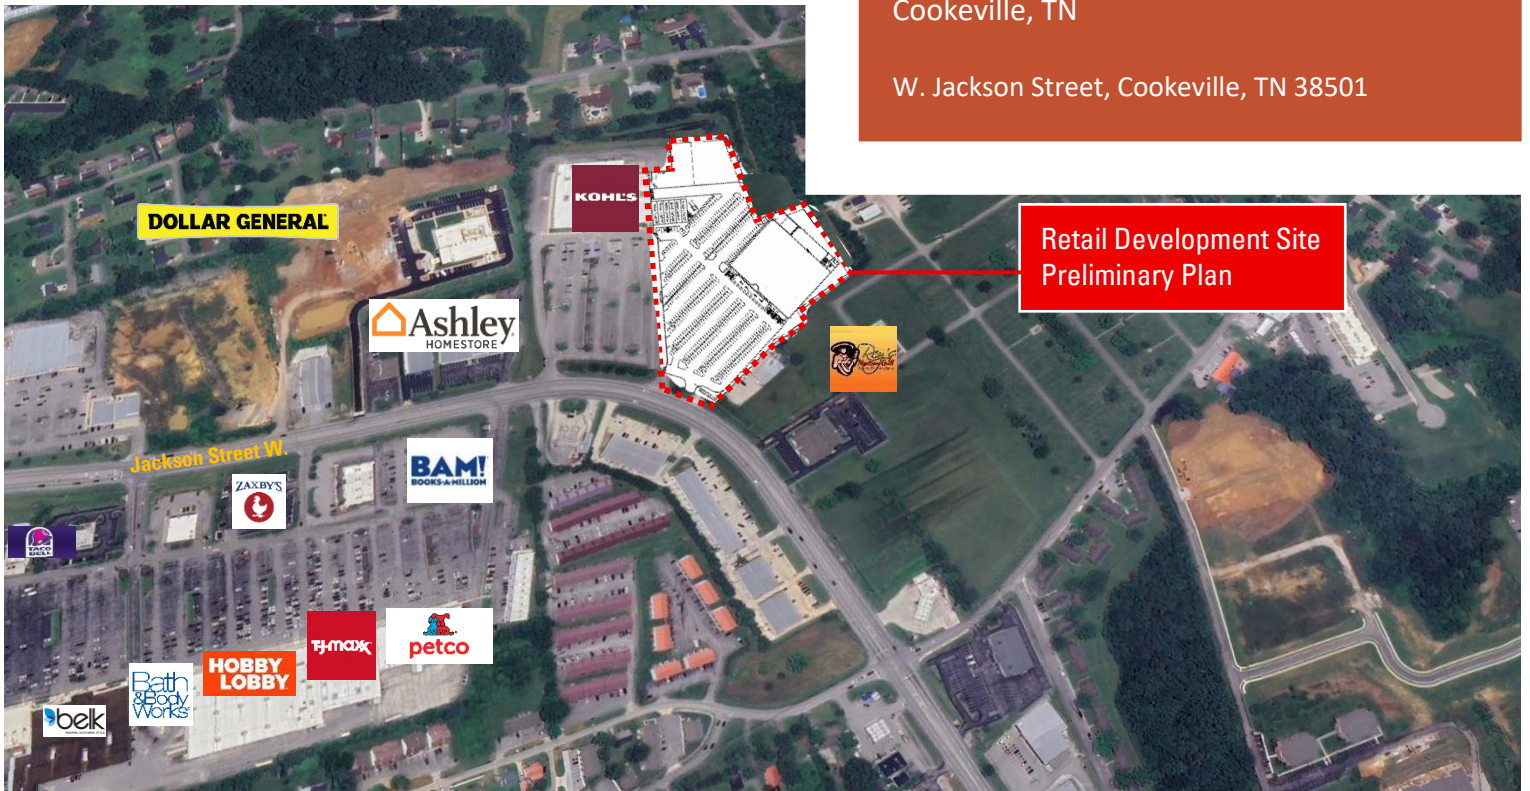 Cookeville, TN
W. Jackson Street, Cookeville, TN 38501
KOHL'S
DOLLAR GENERAL
Retail Development Site
Preliminary Plan
Ashley
HOMESTORE
Jackson Street W.
BAM!
BOOKS-A-MILLION
ZAXBY'S
TACO
BELL
T·J·maxx
petco
HOBBY
LOBBY
Bath
&Body
Works
belk